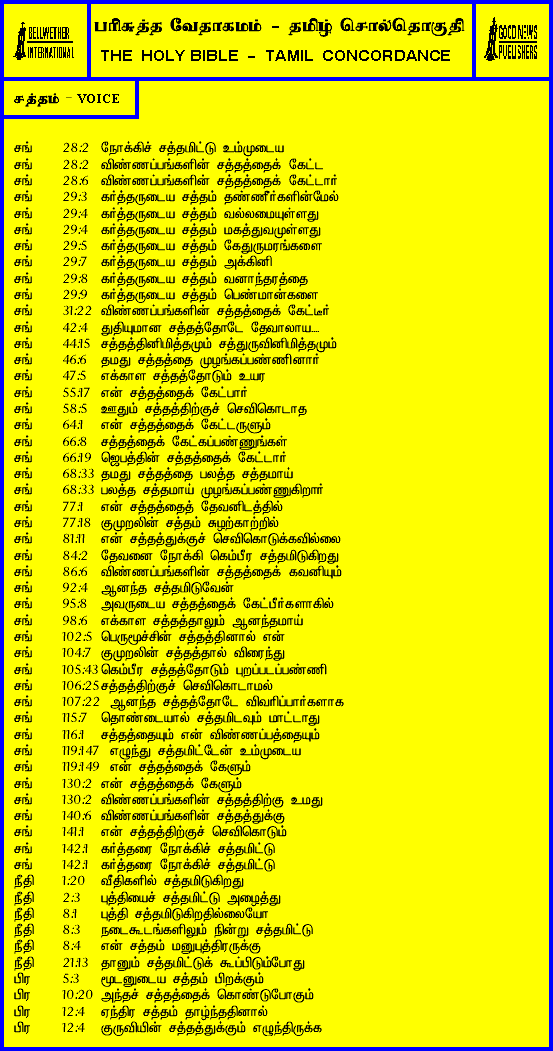 BELLWETHER
INTERNATIONAL
பரிசுத்த வேதாகமம் - தமிழ் சொல்தொகுதி
THE HOLY BIBLE - TAMIL CONCORDANCE
GOOD NEWS
PUBLISHERS
சத்தம் - VOICE
சங் 28:2 நோக்கிச் சத்தமிட்டு உம்முடைய
சங் 28:2 விண்ணப்பங்களின் சத்தத்தைக் கேட்ட
சங் 28:6 விண்ணப்பங்களின் சத்தத்தைக் கேட்டார்
சங் 29:3 கர்த்தருடைய சத்தம் தண்ணீர்களின்மேல்
சங் 29:4 கர்த்தருடைய சத்தம் வல்லமையுள்ளது
சங் 29:4 கர்த்தருடைய சத்தம் மகத்துவமுள்ளது
சங் 29:5 கர்த்தருடைய சத்தம் கேதுருமரங்களை
சங் 29:7 கர்த்தருடைய சத்தம் அக்கினி
சங் 29:8 கர்த்தருடைய சத்தம் வனாந்தரத்தை
சங் 29:9 கர்த்தருடைய சத்தம் பெண்மான்களை
சங் 31:22 விண்ணப்பங்களின் சத்தத்தைக் கேட்டீர்
சங் 42:4 துதியுமான சத்தத்தோடே தேவாலாய....
சங் 44:15 சத்தத்தினிமித்தமும் சத்துருவினிமித்தமும்
சங் 46:6 தமது சத்தத்தை முழங்கப்பண்ணினார்
சங் 47:5 எக்காள சத்தத்தோடும் உயர
சங் 55:17 என் சத்தத்தைக் கேட்பார்
சங் 58:5 ஊதும் சத்தத்திற்குச் செவிகொடாத
சங் 64:1 என் சத்தத்தைக் கேட்டருளும்
சங் 66:8 சத்தத்தைக் கேட்கப்பண்ணுங்கள்
சங் 66:19 ஜெபத்தின் சத்தத்தைக் கேட்டார்
சங் 68:33 தமது சத்தத்தை பலத்த சத்தமாய்
சங் 68:33 பலத்த சத்தமாய் முழங்கப்பண்ணுகிறார்
சங் 77:1 என் சத்தத்தைத் தேவனிடத்தில்
சங் 77:18 குமுறலின் சத்தம் சுழற்காற்றில்
சங் 81:11 என் சத்தத்துக்குச் செவிகொடுக்கவில்லை
சங் 84:2 தேவனை நோக்கி கெம்பீர சத்தமிடுகிறது
சங் 86:6 விண்ணப்பங்களின் சத்தத்தைக் கவனியும்
சங் 92:4 ஆனந்த சத்தமிடுவேன்
சங் 95:8 அவருடைய சத்தத்தைக் கேட்பீர்களாகில்
சங் 98:6 எக்காள சத்தத்தாலும் ஆனந்தமாய்
சங் 102:5 பெருமூச்சின் சத்தத்தினால் என்
சங் 104:7 குமுறலின் சத்தத்தால் விரைந்து
சங் 105:43 கெம்பீர சத்தத்தோடும் புறப்படப்பண்ணி
சங் 106:25 சத்தத்திற்குச் செவிகொடாமல்
சங் 107:22 ஆனந்த சத்தத்தோடே விவரிப்பார்களாக
சங் 115:7 தொண்டையால் சத்தமிடவும் மாட்டாது
சங் 116:1 சத்தத்தையும் என் விண்ணப்பத்தையும்
சங் 119:147 எழுந்து சத்தமிட்டேன் உம்முடைய
சங் 119:149 என் சத்தத்தைக் கேளும்
சங் 130:2 என் சத்தத்தைக் கேளும்
சங் 130:2 விண்ணப்பங்களின் சத்தத்திற்கு உமது
சங் 140:6 விண்ணப்பங்களின் சத்தத்துக்கு
சங் 141:1 என் சத்தத்திற்குச் செவிகொடும்
சங் 142:1 கர்த்தரை நோக்கிச் சத்தமிட்டு
சங் 142:1 கர்த்தரை நோக்கிச் சத்தமிட்டு
நீதி 1:20 வீதிகளில் சத்தமிடுகிறது
நீதி 2:3 புத்தியைச் சத்தமிட்டு அழைத்து
நீதி 8:1 புத்தி சத்தமிடுகிறதில்லையோ
நீதி 8:3 நடைகூடங்களிலும் நின்று சத்தமிட்டு
நீதி 8:4 என் சத்தம் மனுபுத்திரருக்கு
நீதி 21:13 தானும் சத்தமிட்டுக் கூப்பிடும்போது
பிர 5:3 மூடனுடைய சத்தம் பிறக்கும்
பிர 10:20 அந்தச் சத்தத்தைக் கொண்டுபோகும்
பிர 12:4 ஏந்திர சத்தம் தாழ்ந்ததினால்
பிர 12:4 குருவியின் சத்தத்துக்கும் எழுந்திருக்க